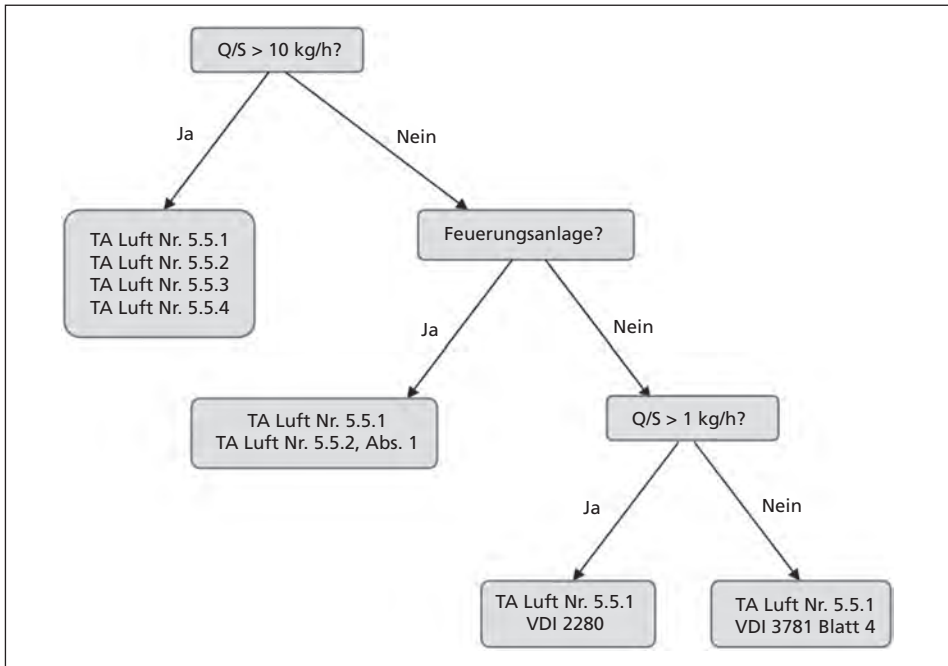 Q/S > 10 kg/h?
Ja
Nein
TA Luft Nr. 5.5.1
TA Luft Nr. 5.5.2
TA Luft Nr. 5.5.3
TA Luft Nr. 5.5.4
Feuerungsanlage?
Ja
Nein
TA Luft Nr. 5.5.1
TA Luft Nr. 5.5.2, Abs. 1
Q/S > 1 kg/h?
Ja
Nein
TA Luft Nr. 5.5.1
VDI 2280
TA Luft Nr. 5.5.1
VDI 3781 Blatt 4